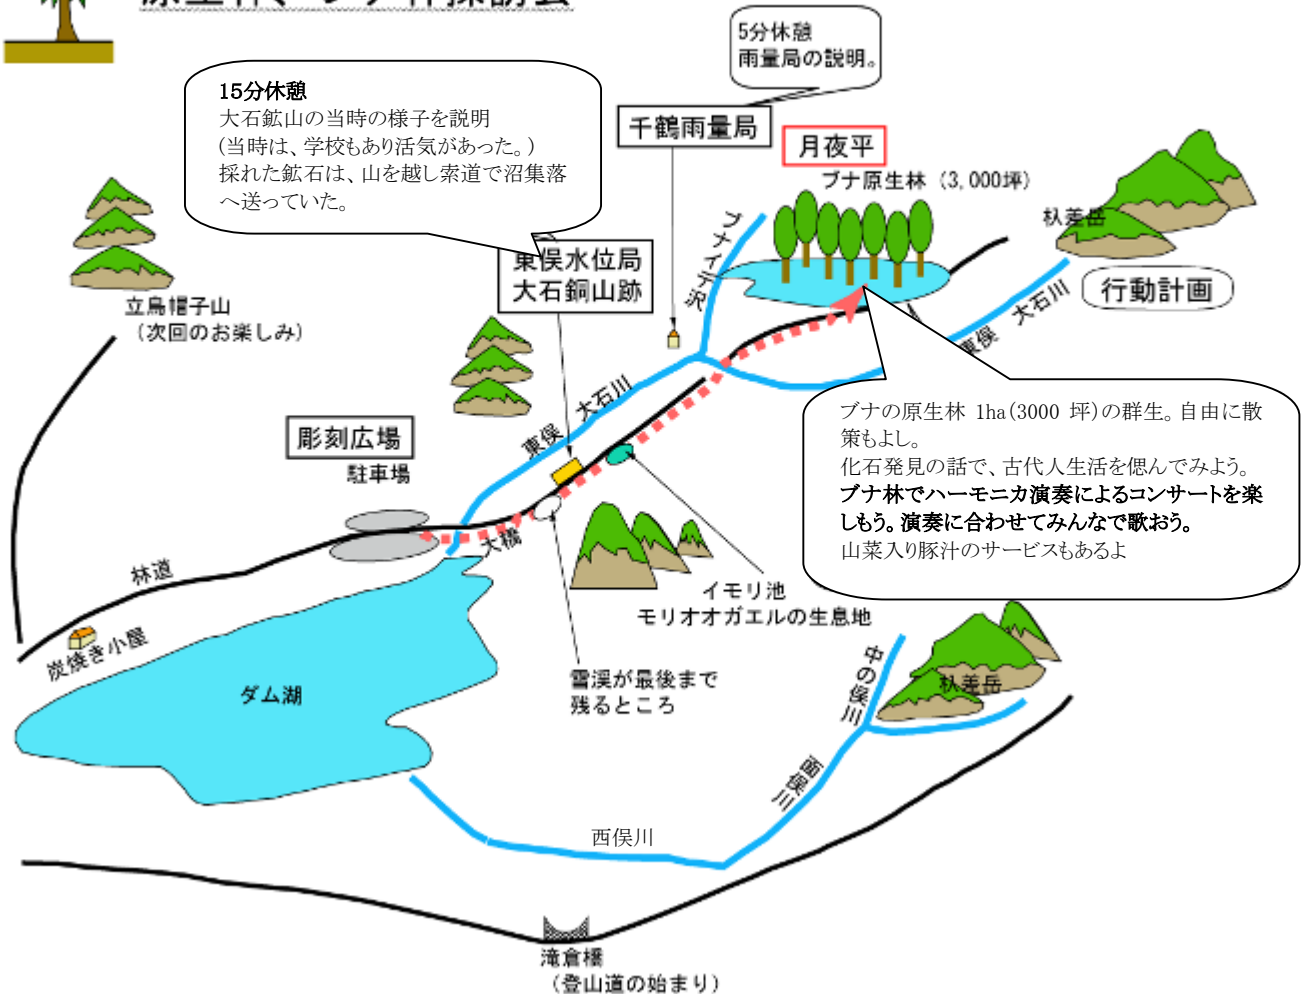 5分休憩
雨量局の説明。
15分休憩
大石鉱山の当時の様子を説明
(当時は、学校もあり活気があった。)
採れた鉱石は、山を越し索道で沼集落
へ送っていた。
千鶴雨量局
月夜平
ブナ原生林（3,000坪）
杁差岳
行動計画
東俣水位局
大石銅山跡
ブナイデ沢
立烏帽子山
（次回のお楽しみ）
東俣 大石川
東俣 大石川
彫刻広場
駐車場
大橋
ブナの原生林 1ha(3000 坪)の群生。自由に散
策もよし。
化石発見の話で、古代人生活を偲んでみよう。
ブナ林でハーモニカ演奏によるコンサートを楽
しもう。演奏に合わせてみんなで歌おう。
山菜入り豚汁のサービスもあるよ
林道
イモリ池
モリオオガエルの生息地
炭焼き小屋
雪渓が最後まで
残るところ
ダム湖
中の俣川
杁差岳
西俣川
西俣川
滝倉橋
（登山道の始まり）